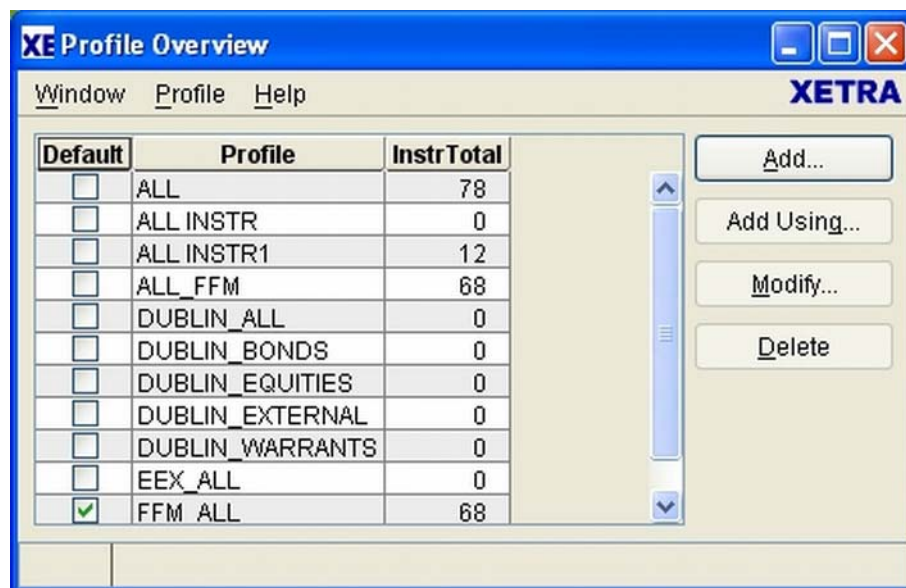 XE Profile Overview
Window Profile Help XETRA
Default Profile InstrTotal
ALL 78
ALL INSTR 0
ALL INSTR1 12
ALL_FFM 68
DUBLIN_ALL 0
DUBLIN_BONDS 0
DUBLIN_EQUITIES 0
DUBLIN_EXTERNAL 0
DUBLIN_WARRANTS 0
EEX_ALL 0
FFM_ALL 68
Add...
Add Using...
Modify...
Delete